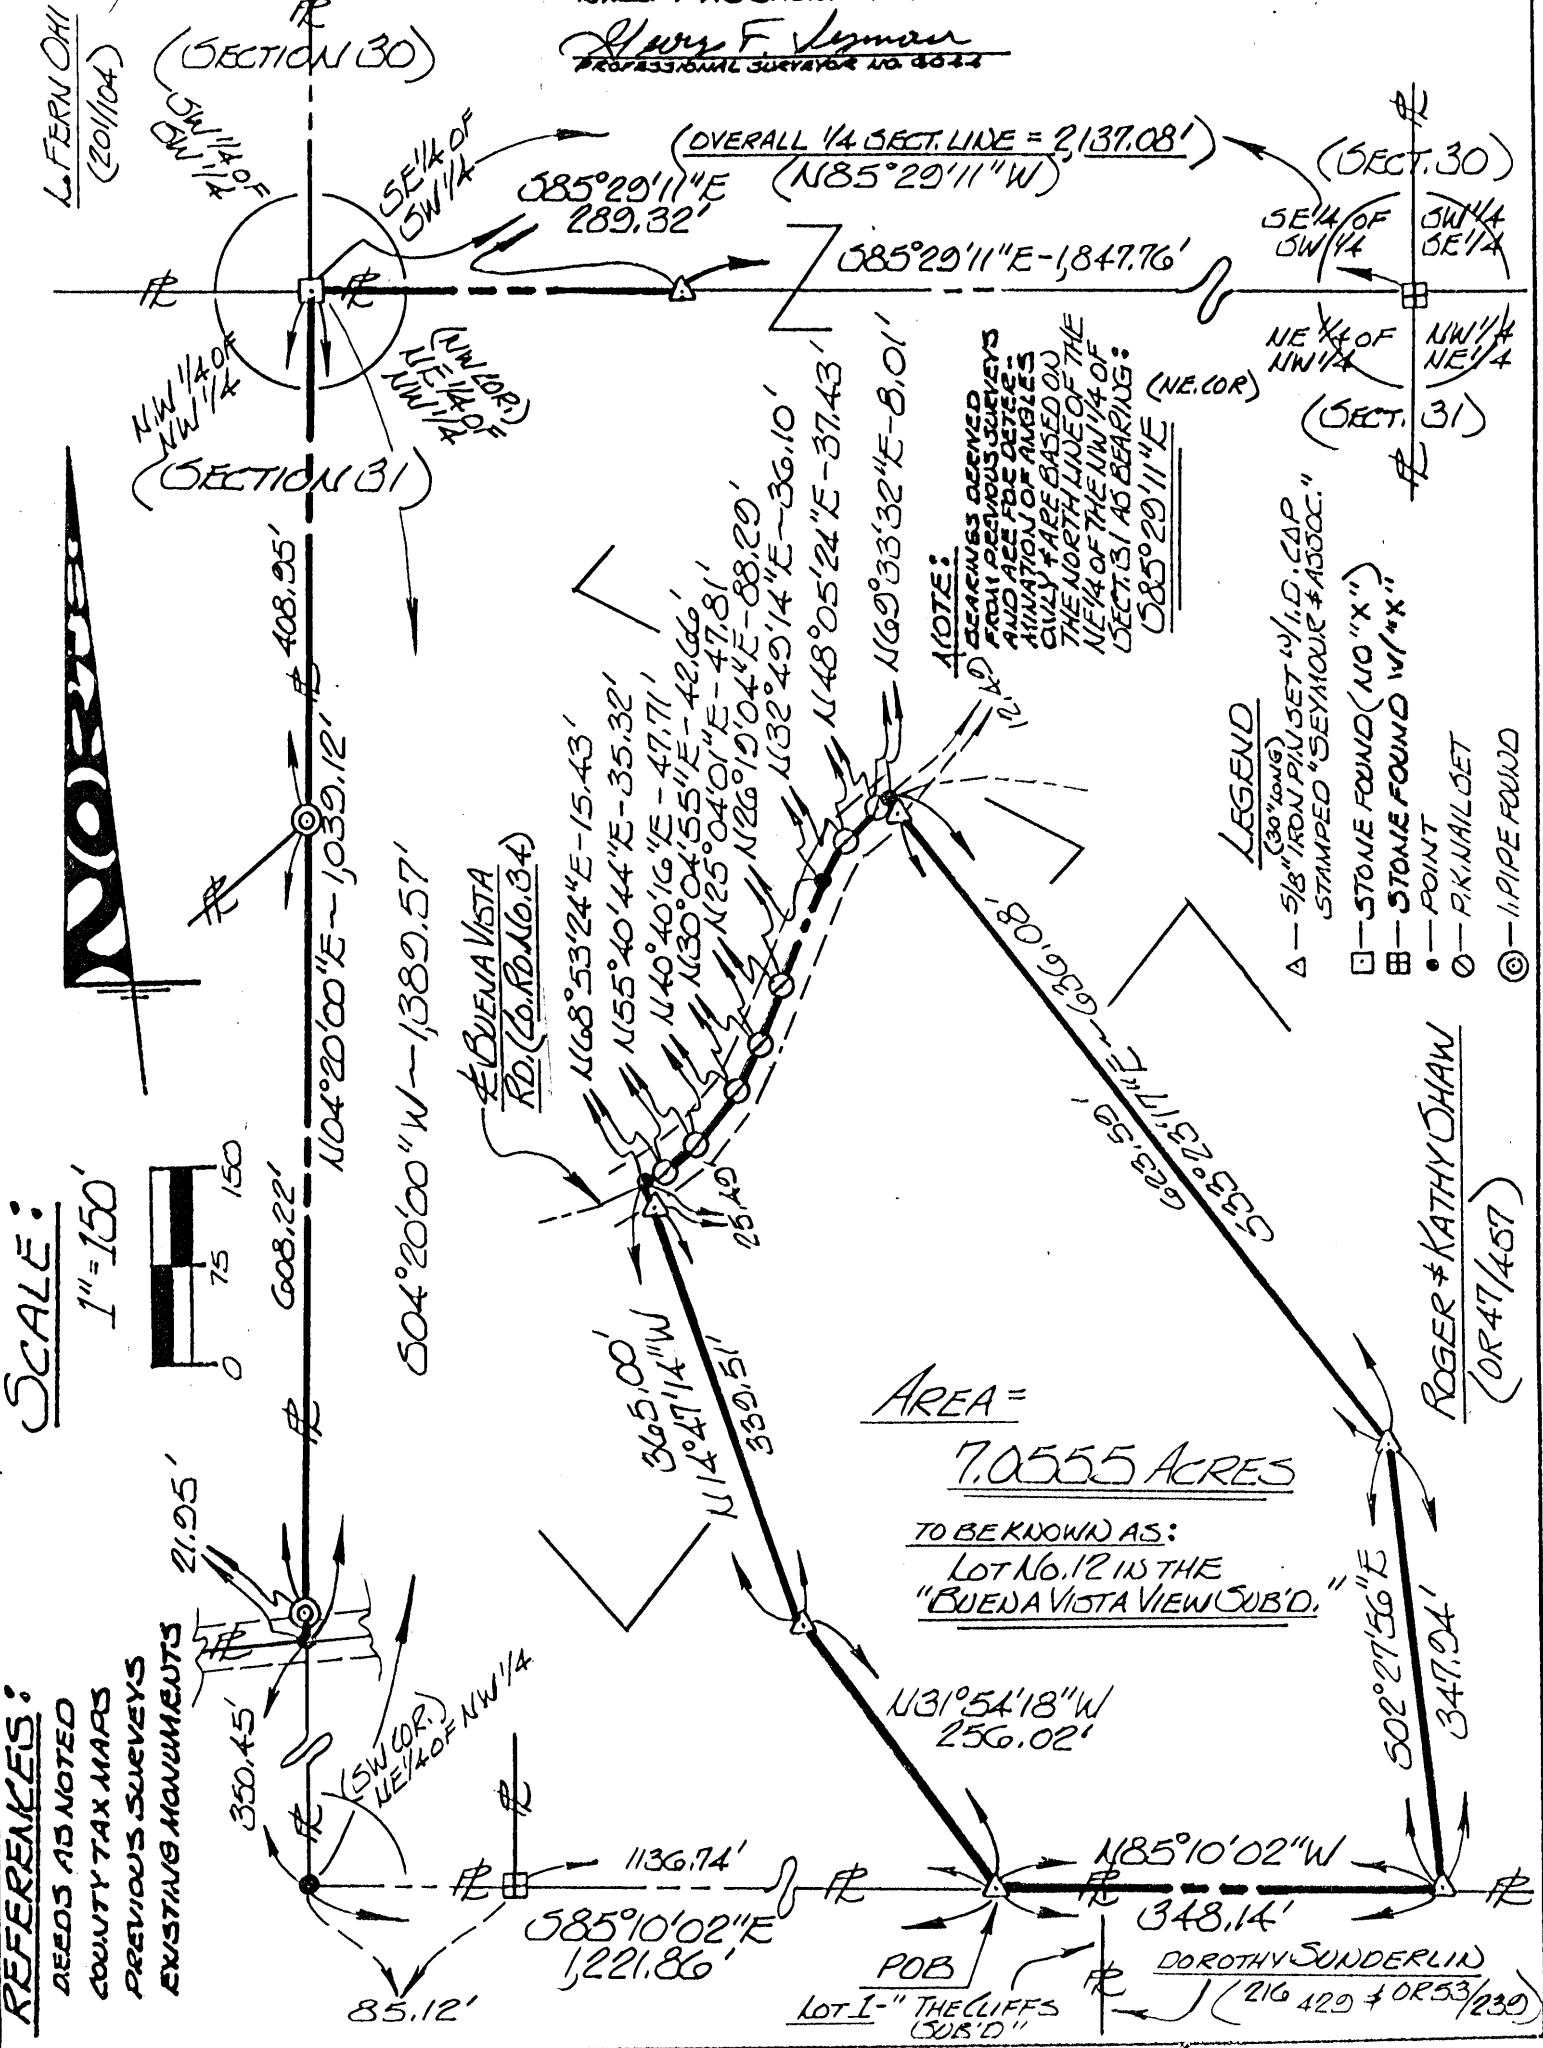 L. FERN OHL
(201/104)
(SECTION 30)
PROFESSIONAL SURVEYOR NO. 6044
SW 1/4 OF
SW 1/4
SE 1/4 OF
SW 1/4
(OVERALL 1/4 SECT. LINE = 2,137.08')
(N85°29'11"W)
S85°29'11"E
289.32'
S85°29'11"E-1,847.76'
(SECT. 30)
SE 1/4 OF
SW 1/4
SW 1/4
SE 1/4
NE 1/4 OF
NW 1/4
NW 1/4
NE 1/4
(NE. COR)
(SECT. 31)
N.W 1/4 OF
NW 1/4
(NW COR.)
NE 1/4 OF
NW 1/4
(SECTION 31)
NORTH
408.95'
N04°20'00"E-1,039.12'
S04°20'00"W-1,389.57'
608.22'
SCALE:
1"=150'
0 75 150
21.95'
350.45'
REFERENCES:
DEEDS AS NOTED
COUNTY TAX MAPS
PREVIOUS SURVEYS
EXISTING MONUMENTS
(SW COR.)
NE 1/4 OF NW 1/4
85.12'
1136.74'
S85°10'02"E
1,221.86'
℄ BUENA VISTA
RD. (CO. RD. NO. 34)
N68°53'24"E-15.43'
N55°40'44"E-35.32'
N40°40'16"E-47.71'
N30°04'55"E-42.66'
N25°04'01"E-47.81'
N26°19'04"E-88.29'
N32°49'14"E-36.10'
N48°05'24"E-37.43'
N69°33'32"E-8.01'
NOTE:
BEARINGS DERIVED
FROM PREVIOUS SURVEYS
AND ARE FOR DETER-
MINATION OF ANGLES
ONLY & ARE BASED ON
THE NORTH LINE OF THE
NE 1/4 OF THE NW 1/4 OF
SECT. 31 AS BEARING:
S85°29'11"E
LEGEND
(30" LONG)
△-5/8" IRON PIN SET W/I.D. CAP
STAMPED "SEYMOUR & ASSOC."
-STONE FOUND (NO "X")
-STONE FOUND W/"X"
-POINT
-P.K. NAIL SET
-I. PIPE FOUND
25.49'
365.00'
N14°47'14"W
339.51'
623.59'
S33°23'17"E-636.08'
AREA=
7.0555 ACRES
TO BE KNOWN AS:
LOT NO. 12 IN THE
"BUENA VISTA VIEW SUB'D."
N31°54'18"W
256.02'
S02°27'56"E
347.94'
ROGER & KATHY SHAW
(OR47/457)
N85°10'02"W
348.14'
POB
LOT 1-"THE CLIFFS
SUB'D"
DOROTHY SUNDERLIN
(216/429 & OR53/239)